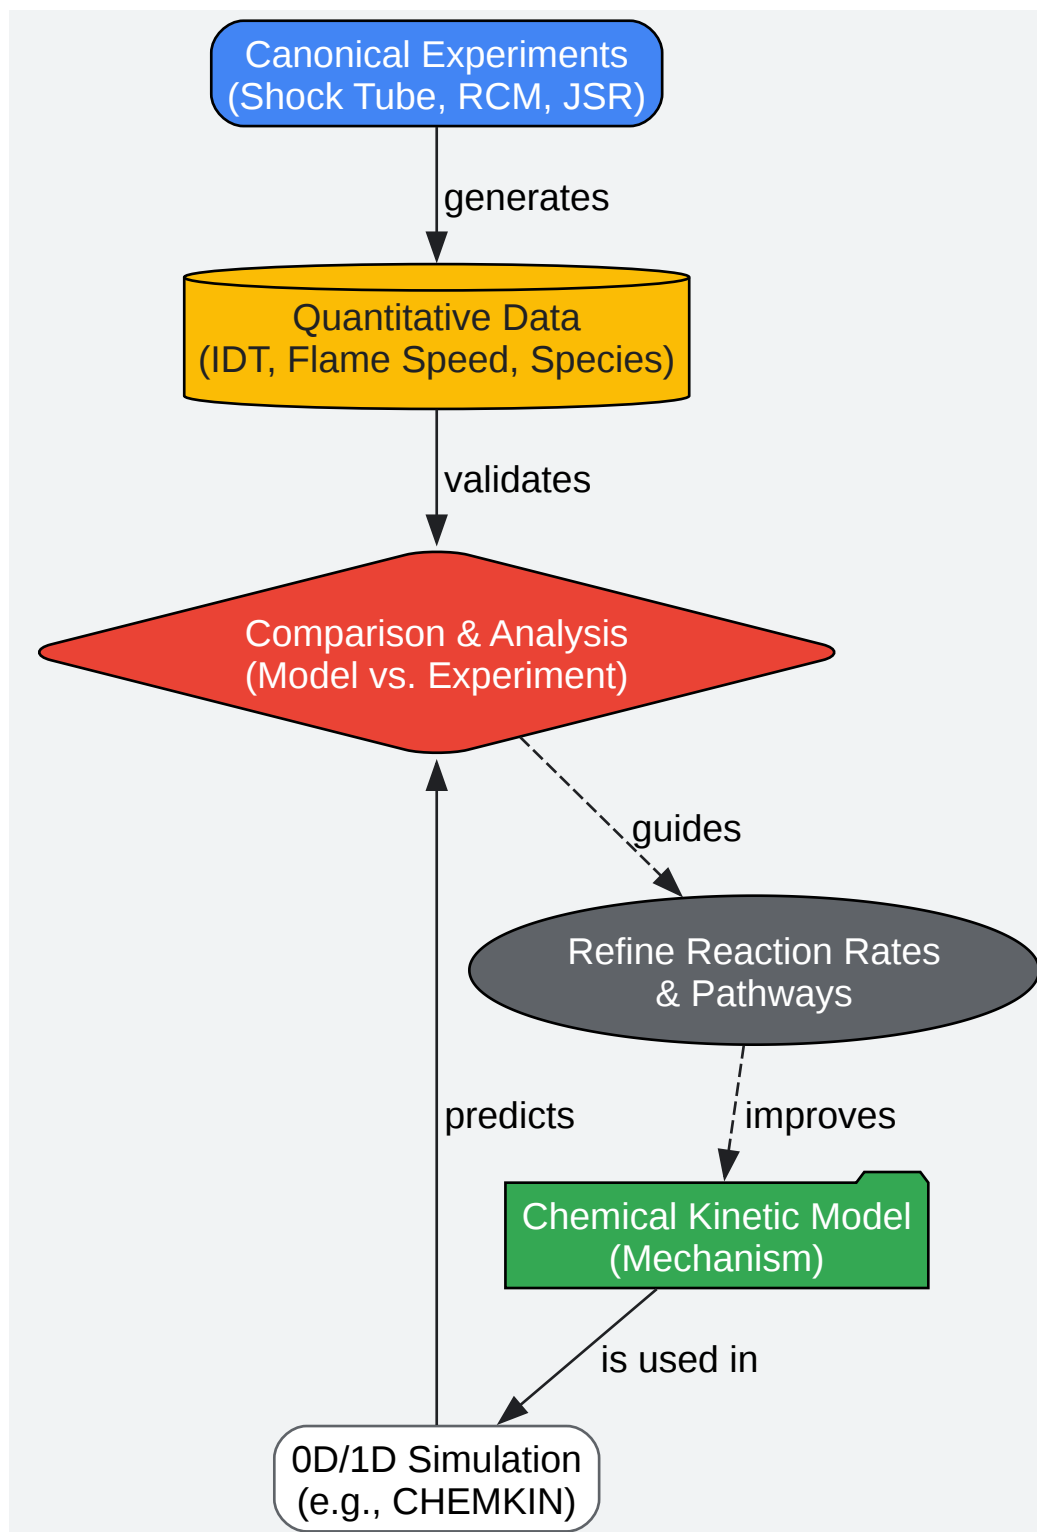 Canonical Experiments
(Shock Tube, RCM, JSR)
generates
Quantitative Data
(IDT, Flame Speed, Species)
validates
Comparison & Analysis
(Model vs. Experiment)
guides
Refine Reaction Rates
& Pathways
predicts
improves
Chemical Kinetic Model
(Mechanism)
is used in
0D/1D Simulation
(e.g., CHEMKIN)